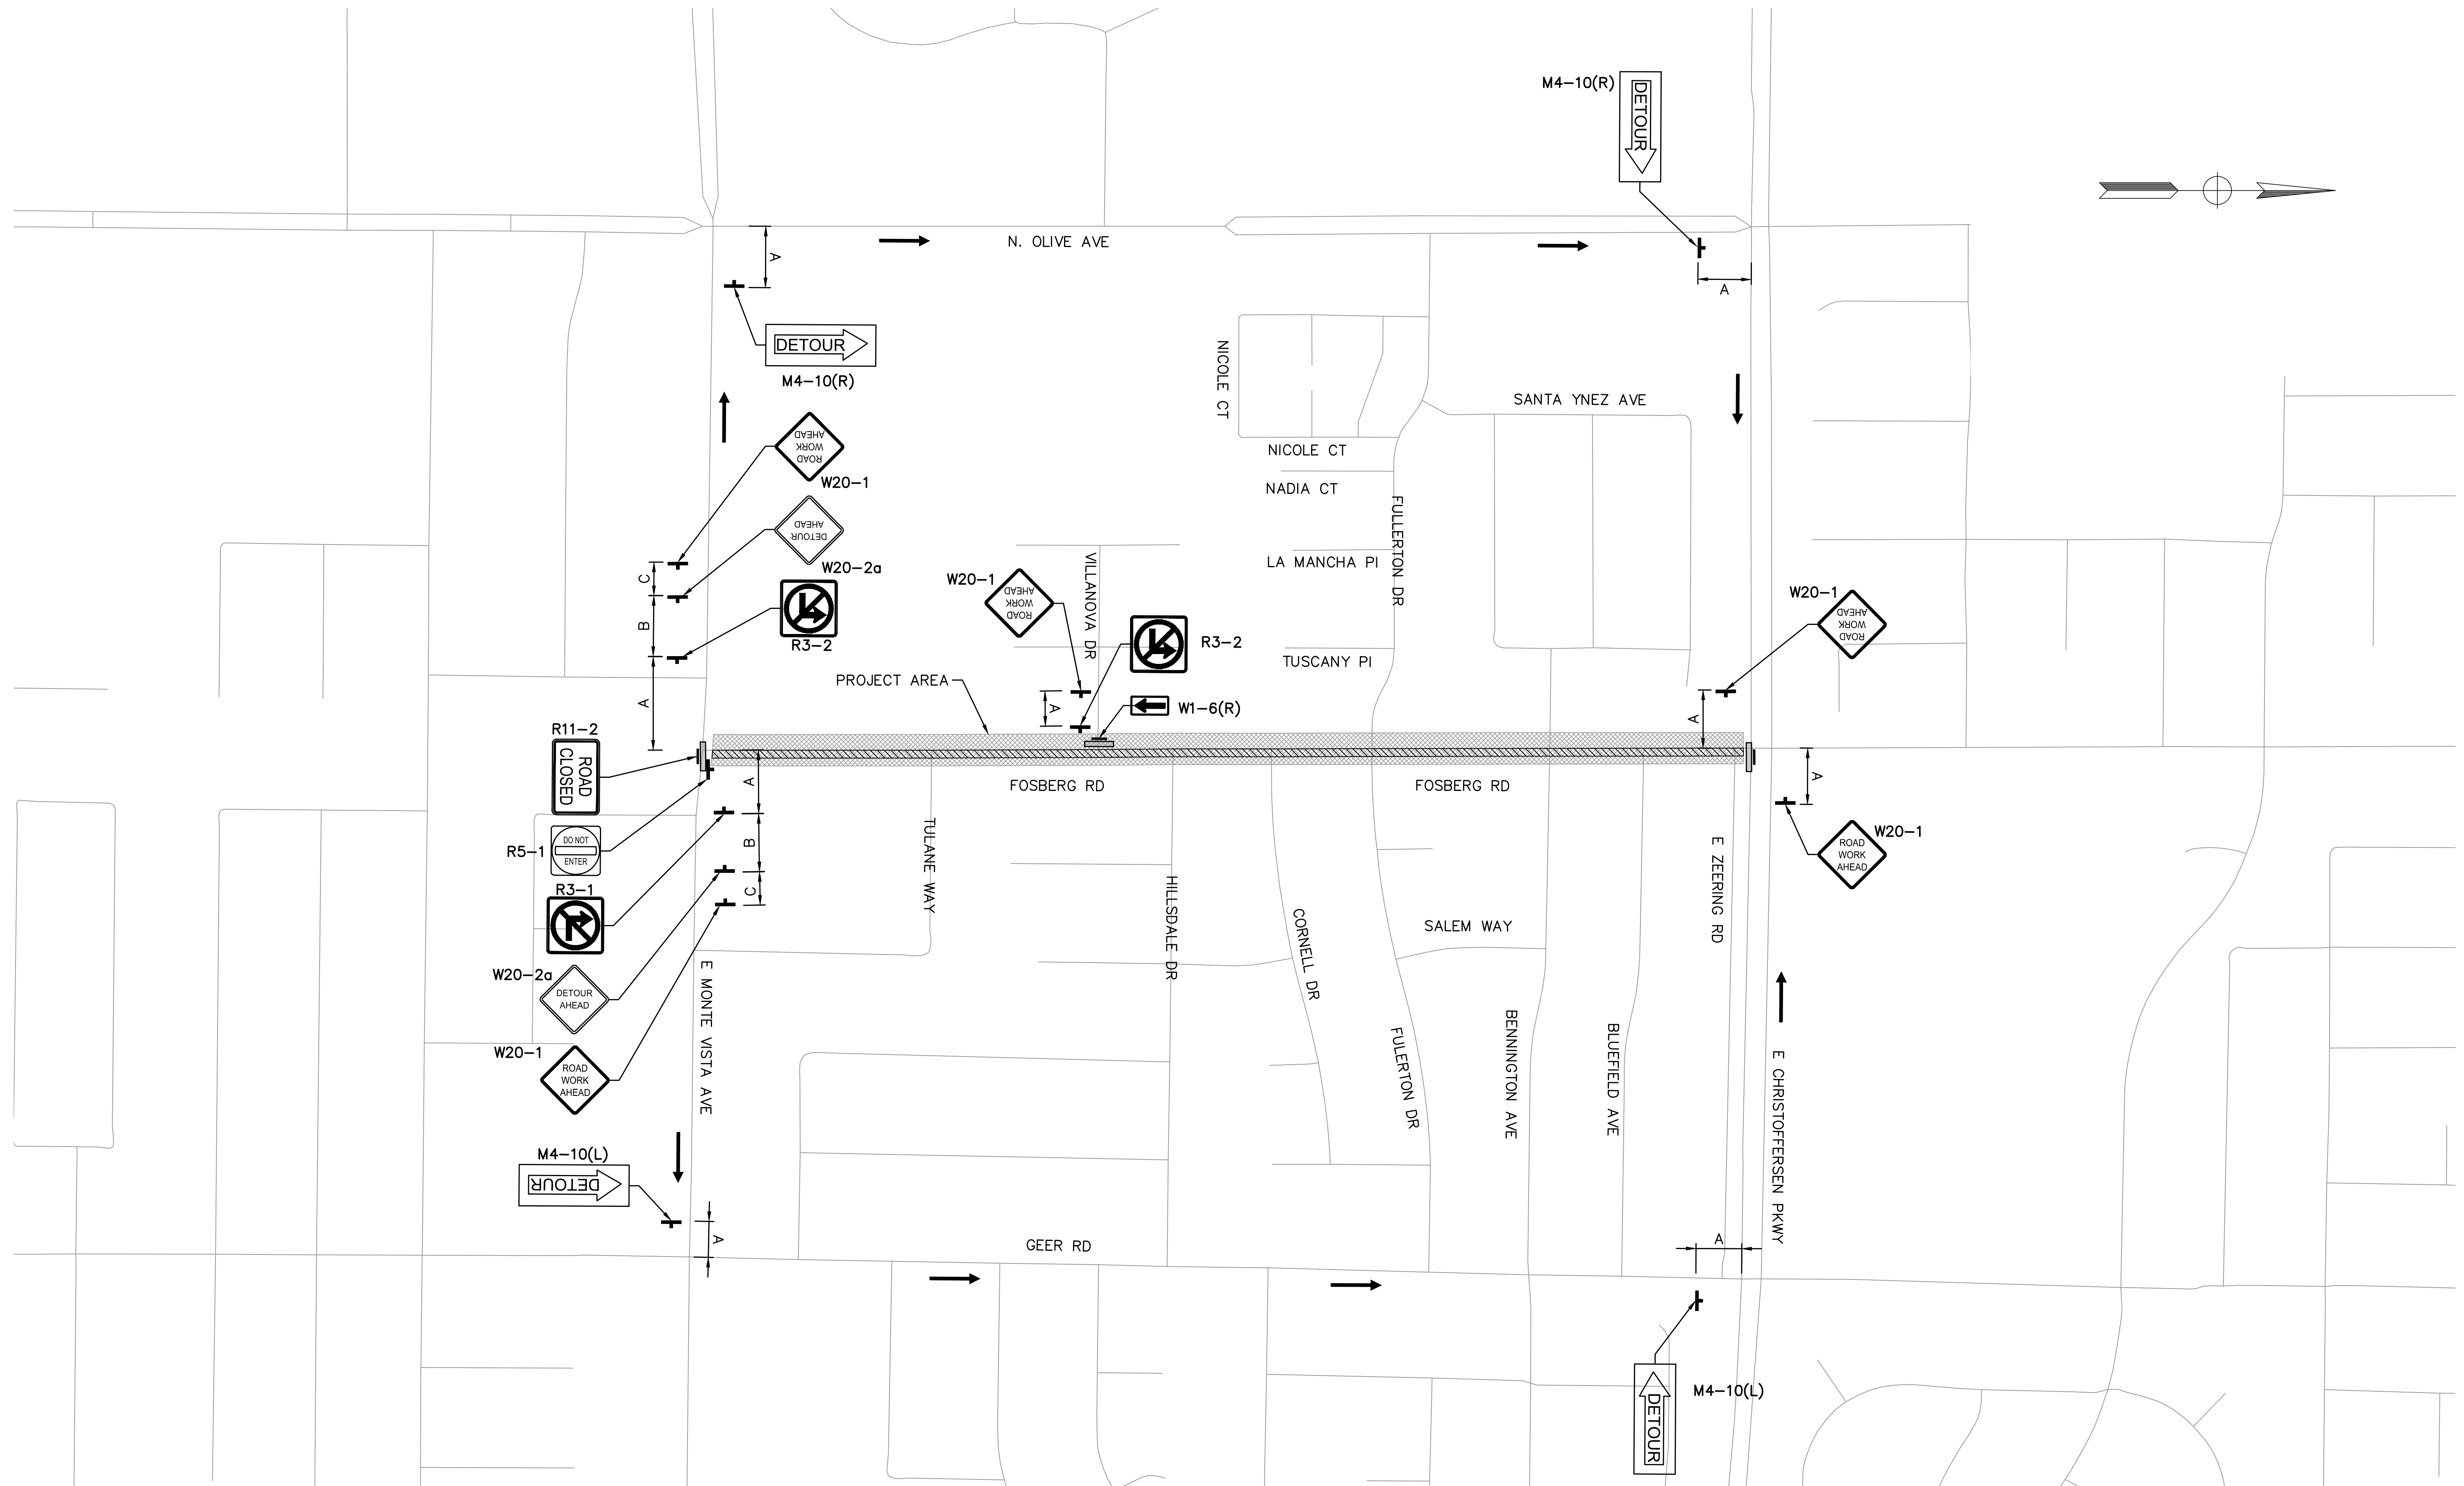 M4-10(R)
DETOUR
N. OLIVE AVE
A
A
DETOUR
M4-10(R)
NICOLE CT
SANTA YNEZ AVE
NICOLE CT
NADIA CT
FULLERTON DR
LA MANCHA Pl
TUSCANY Pl
ROAD
WORK
AHEAD
W20-1
DETOUR
AHEAD
W20-2a
R3-2
C
B
A
W20-1
ROAD
WORK
AHEAD
VILLANOVA DR
R3-2
A
W1-6(R)
PROJECT AREA
W20-1
ROAD
WORK
AHEAD
A
R11-2
ROAD
CLOSED
R5-1
DO NOT
ENTER
R3-1
W20-2a
DETOUR
AHEAD
W20-1
ROAD
WORK
AHEAD
A
B
C
FOSBERG RD
FOSBERG RD
A
W20-1
ROAD
WORK
AHEAD
TULANE WAY
HILLSDALE DR
CORNELL DR
SALEM WAY
E ZEERING RD
E MONTE VISTA AVE
FULERTON DR
BENNINGTON AVE
BLUEFIELD AVE
E CHRISTOFFERSEN PKWY
M4-10(L)
DETOUR
A
GEER RD
A
M4-10(L)
DETOUR